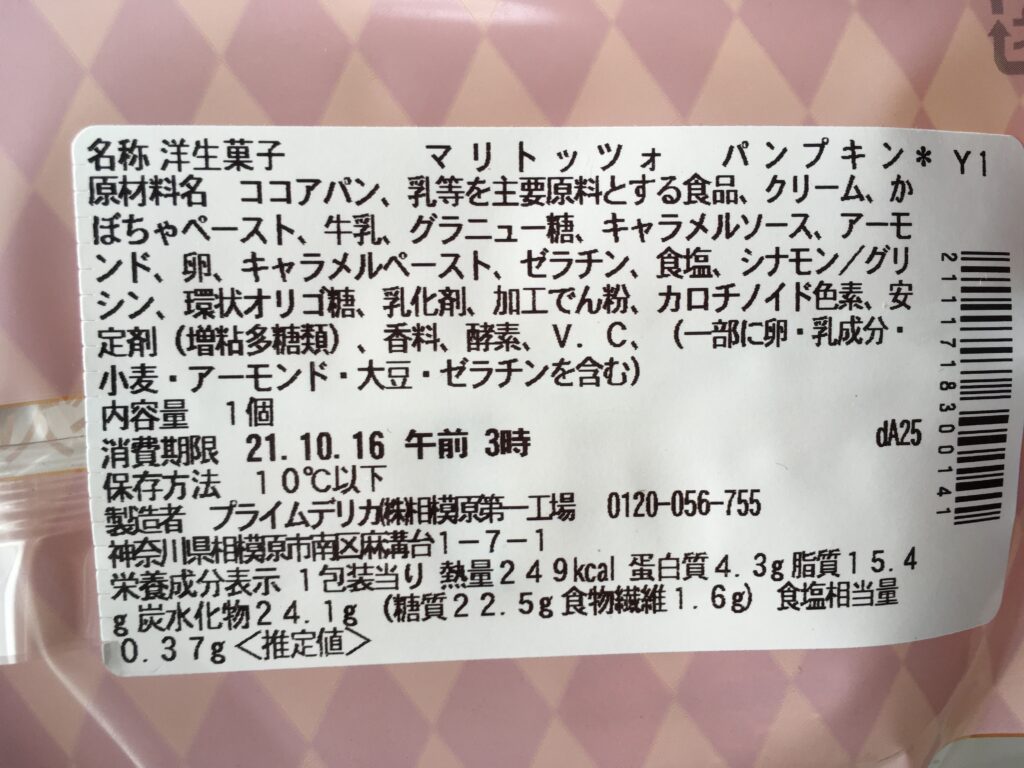 名称 洋生菓子 マリトッツォ パンプキン* Y1
原材料名 ココアパン、乳等を主要原料とする食品、クリーム、か
ぼちゃペースト、牛乳、グラニュー糖、キャラメルソース、アーモ
ンド、卵、キャラメルペースト、ゼラチン、食塩、シナモン/グリ
シン、環状オリゴ糖、乳化剤、加工でん粉、カロチノイド色素、安
定剤(増粘多糖類)、香料、酵素、V.C、(一部に卵・乳成分・
小麦・アーモンド・大豆・ゼラチンを含む)
内容量 1個
消費期限 21.10.16 午前 3時
dA25
保存方法 10℃以下
製造者 プライムデリカ㈱相模原第一工場 0120-056-755
神奈川県相模原市南区麻溝台1-7-1
栄養成分表示 1包装当り 熱量249kcal 蛋白質4.3g 脂質15.4
g 炭水化物24.1g (糖質22.5g 食物繊維1.6g) 食塩相当量
0.37g<推定値>
2111718300141